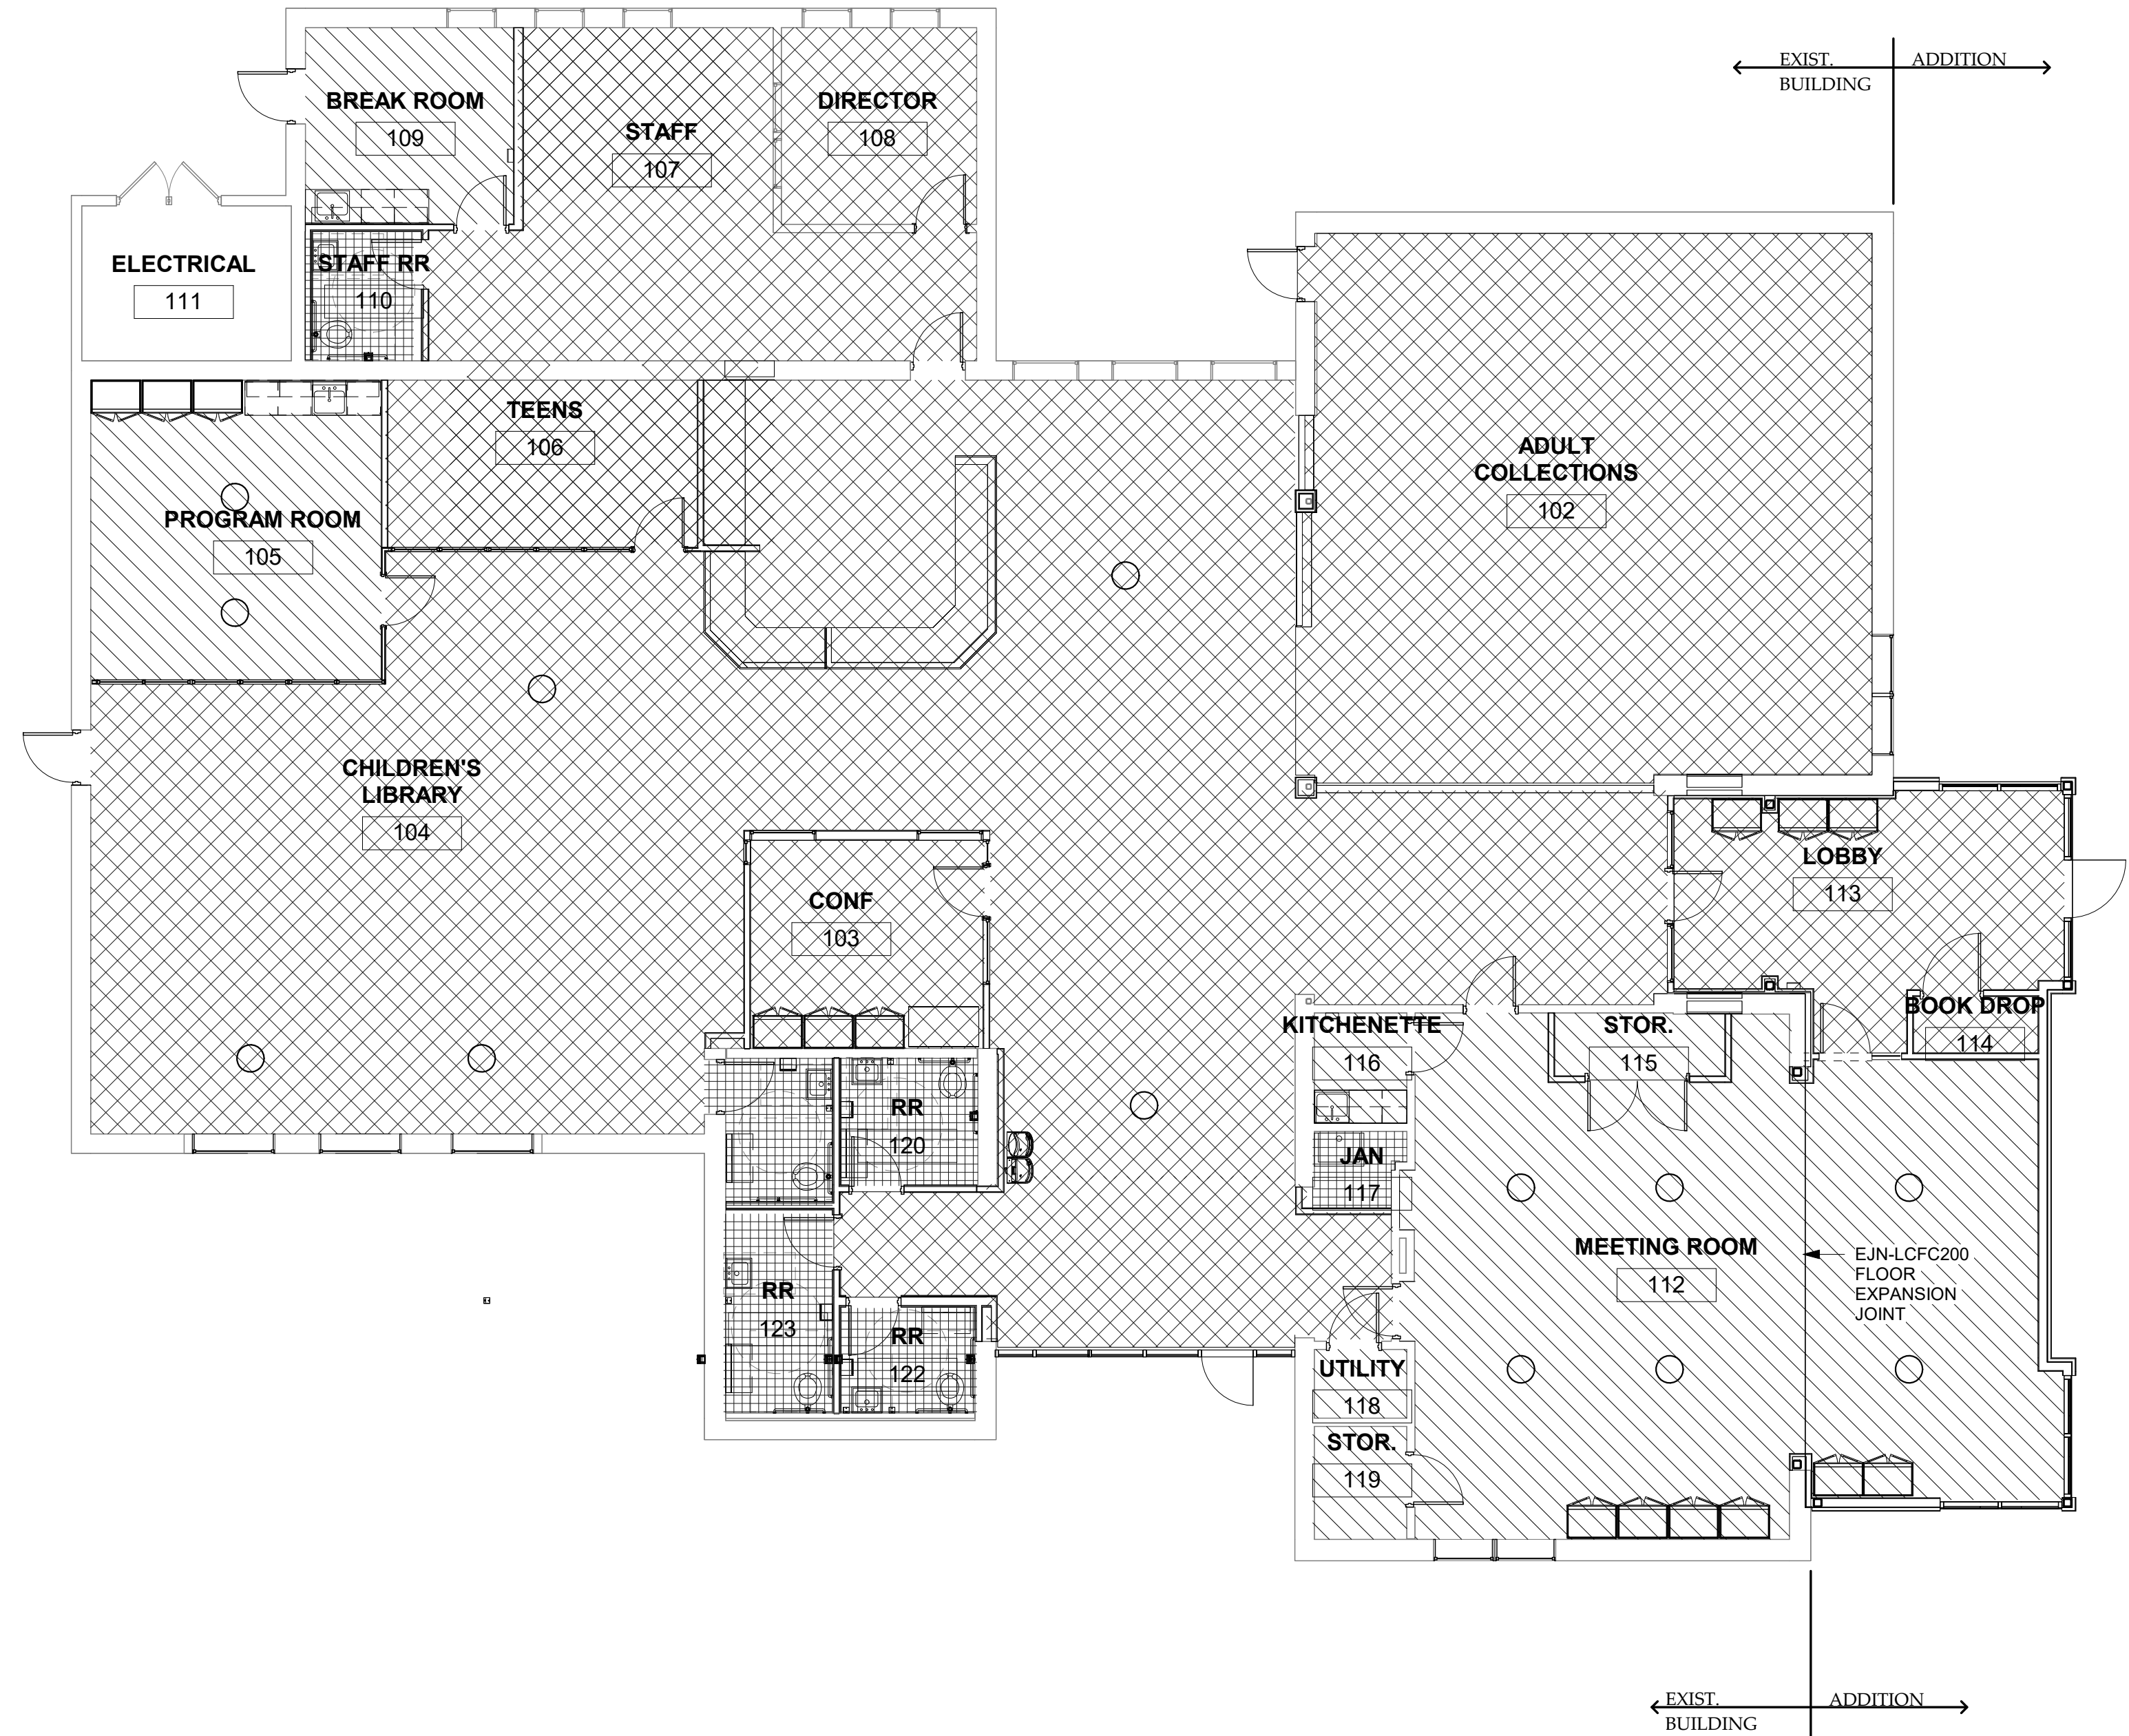 EXIST. ADDITION
BUILDING
BREAK ROOM
109
STAFF
107
DIRECTOR
108
ELECTRICAL
111
STAFF RR
110
TEENS
106
ADULT
COLLECTIONS
102
PROGRAM ROOM
105
CHILDREN'S
LIBRARY
104
CONF
103
LOBBY
113
BOOK DROP
114
KITCHENETTE
116
STOR.
115
RR
120
JAN
117
MEETING ROOM
112
EJN-LCFC200
FLOOR
EXPANSION
JOINT
RR
123
RR
122
UTILITY
118
STOR.
119
EXIST. ADDITION
BUILDING